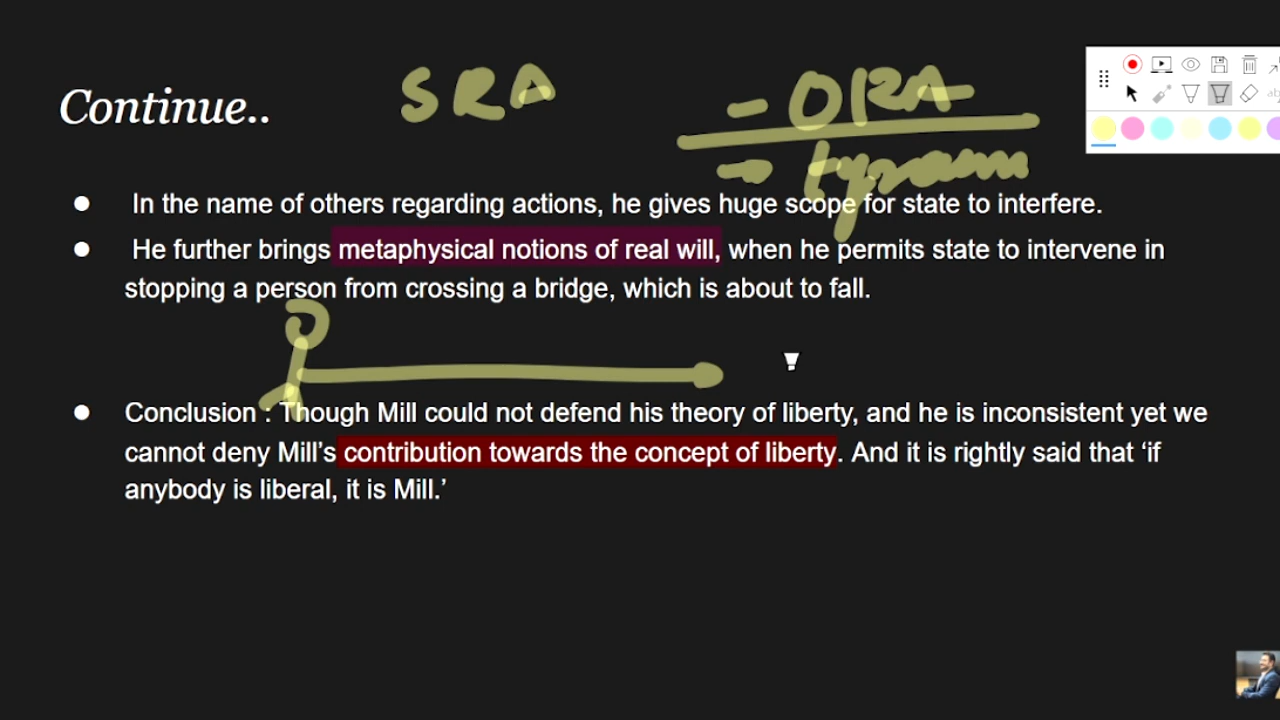 SRA
- ORA
Continue..
- tyrann
● In the name of others regarding actions, he gives huge scope for state to interfere.
● He further brings metaphysical notions of real will, when he permits state to intervene in
stopping a person from crossing a bridge, which is about to fall.
● Conclusion : Though Mill could not defend his theory of liberty, and he is inconsistent yet we
cannot deny Mill's contribution towards the concept of liberty. And it is rightly said that ‘if
anybody is liberal, it is Mill.’